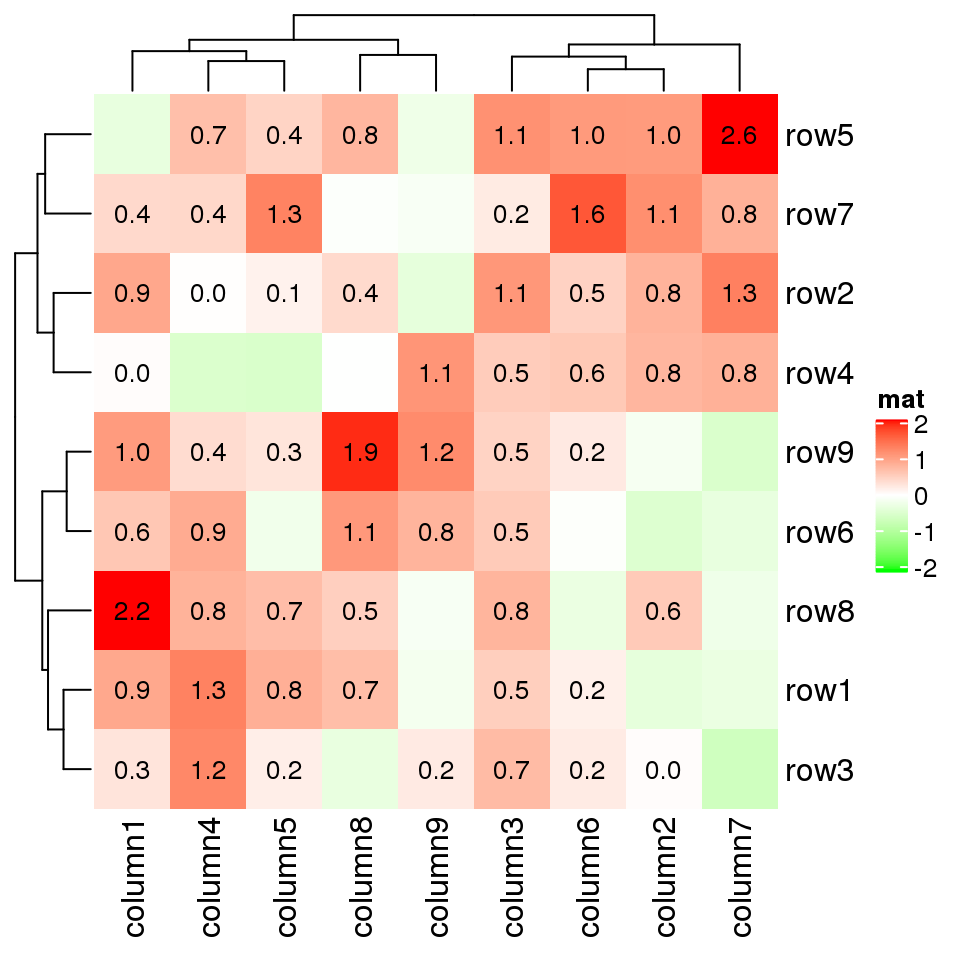 0.7 0.4 0.8 1.1 1.0 1.0 2.6 row5
0.4 0.4 1.3 0.2 1.6 1.1 0.8 row7
0.9 0.0 0.1 0.4 1.1 0.5 0.8 1.3 row2
0.0 1.1 0.5 0.6 0.8 0.8 row4
1.0 0.4 0.3 1.9 1.2 0.5 0.2 row9
0.6 0.9 1.1 0.8 0.5 row6
2.2 0.8 0.7 0.5 0.8 0.6 row8
0.9 1.3 0.8 0.7 0.5 0.2 row1
0.3 1.2 0.2 0.2 0.7 0.2 0.0 row3
column1 column4 column5 column8 column9 column3 column6 column2 column7
mat
2
1
0
-1
-2